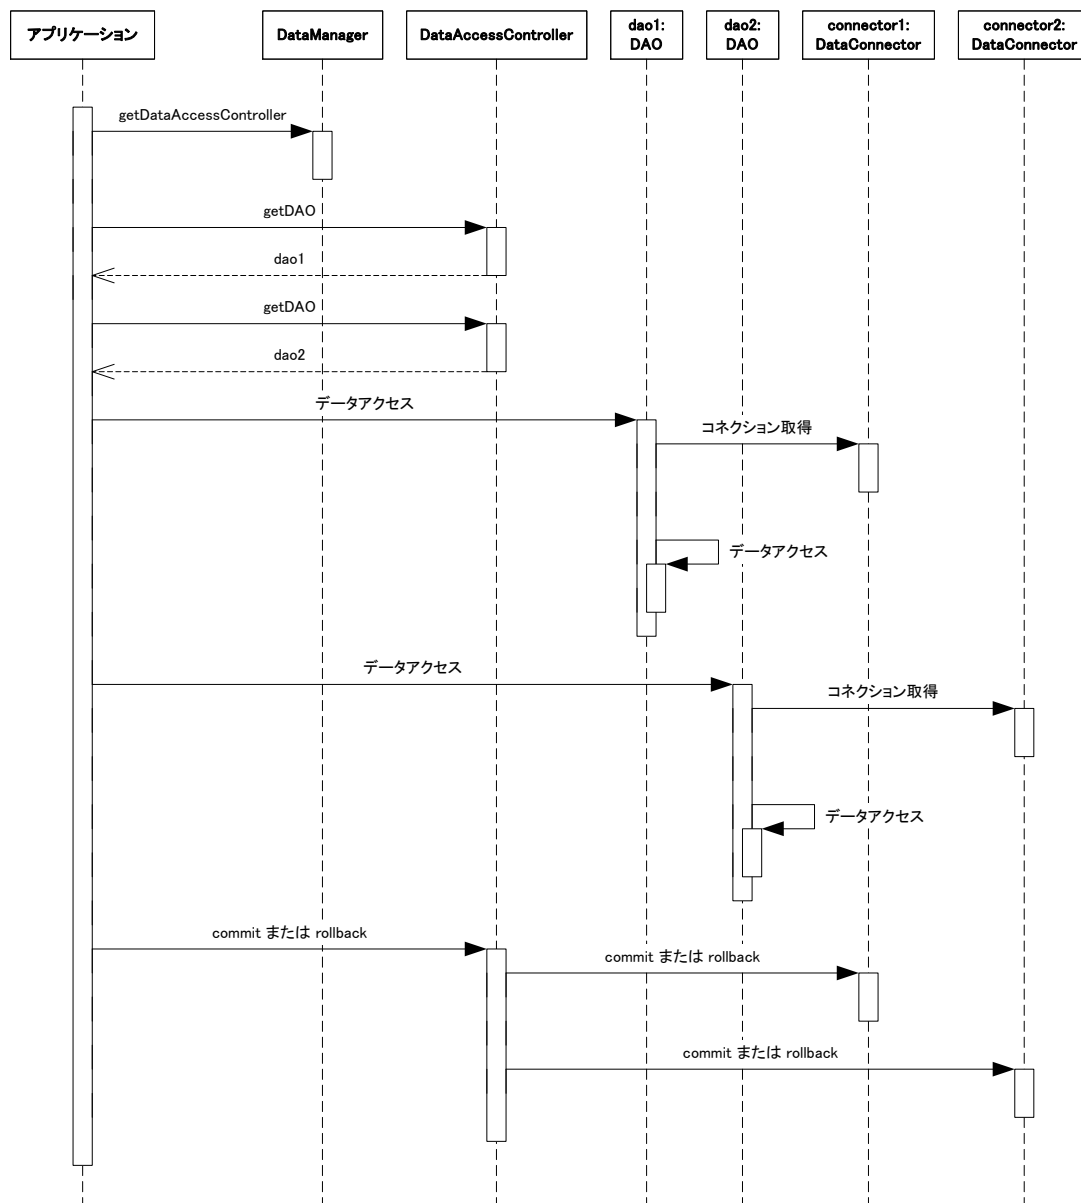 アプリケーション
DataManager
DataAccessController
dao1:
DAO
dao2:
DAO
connector1:
DataConnector
connector2:
DataConnector
getDataAccessController
getDAO
dao1
getDAO
dao2
データアクセス
コネクション取得
データアクセス
データアクセス
コネクション取得
データアクセス
commit または rollback
commit または rollback
commit または rollback